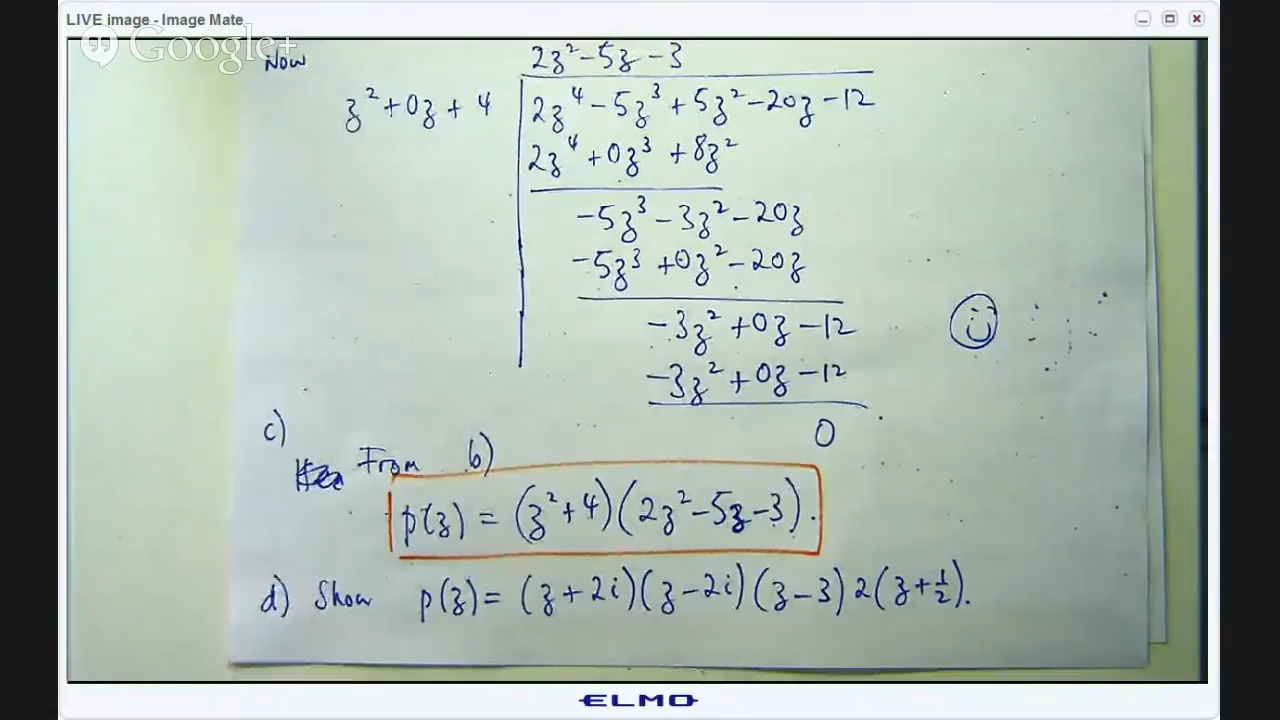 LIVE image - Image Mate
Google+
Now
2z² - 5z - 3
z² + 0z + 4
2z⁴ - 5z³ + 5z² - 20z - 12
2z⁴ + 0z³ + 8z²
-5z³ - 3z² - 20z
-5z³ + 0z² - 20z
-3z² + 0z - 12
-3z² + 0z - 12
0
c)
From b)
p(z) = (z² + 4)(2z² - 5z - 3).
d) Show p(z) = (z + 2i)(z - 2i)(z - 3) 2(z + 1/2).
ELMO